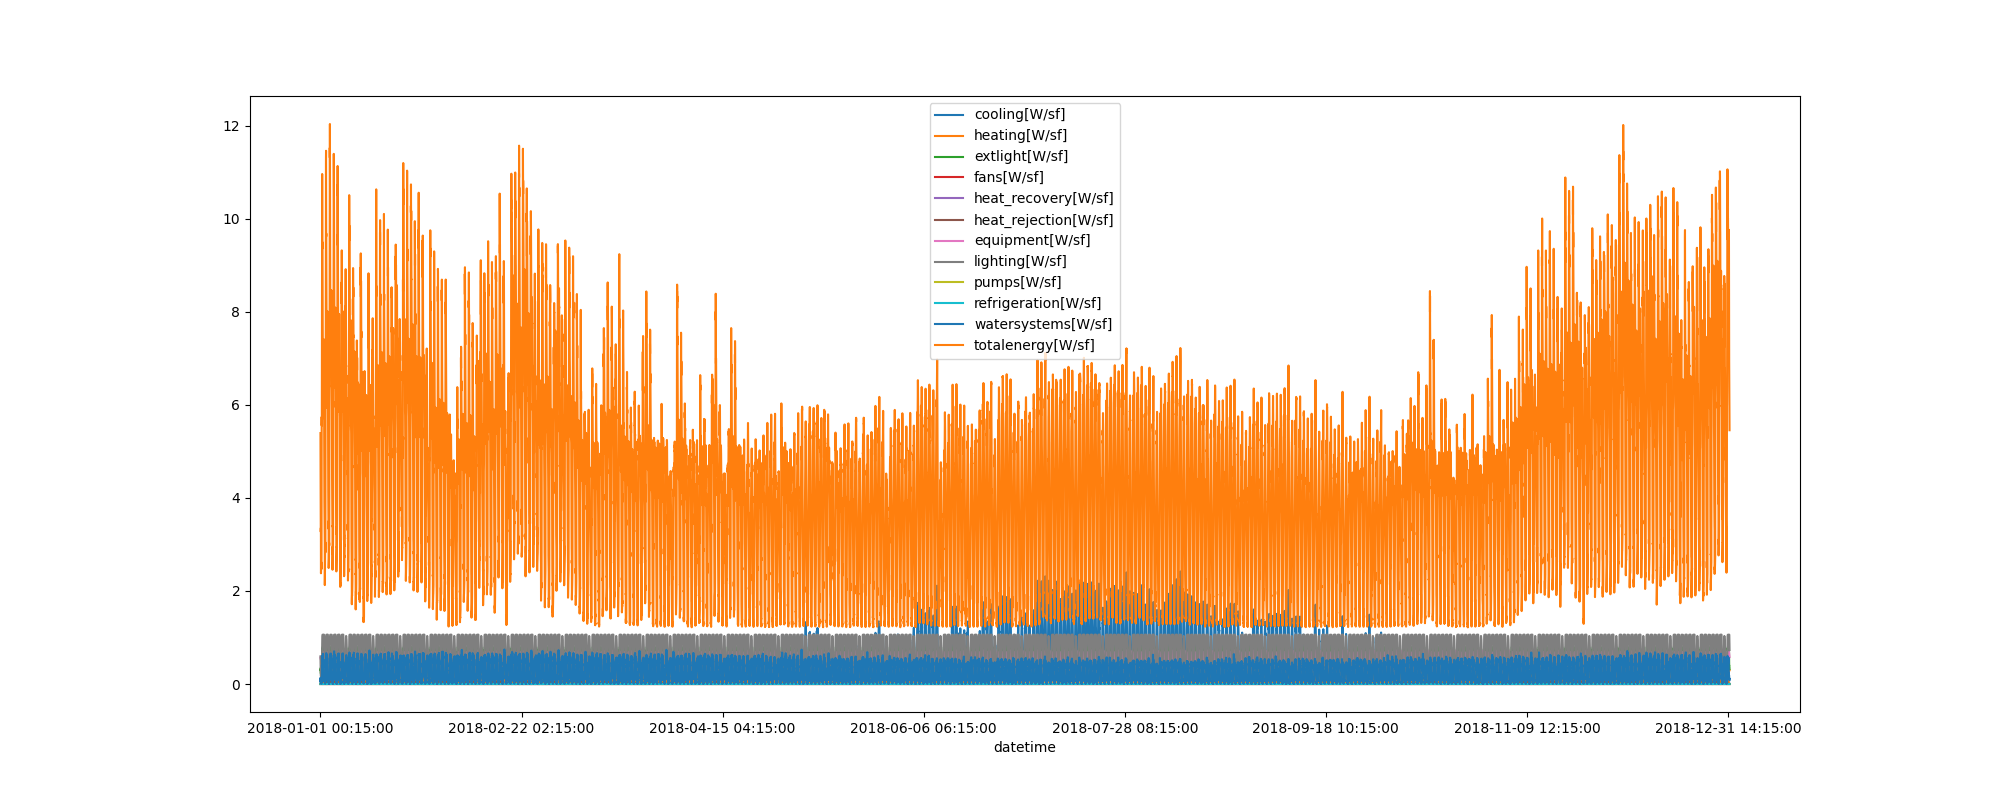 12
10
8
6
4
2
0
cooling[W/sf]
heating[W/sf]
extlight[W/sf]
fans[W/sf]
heat_recovery[W/sf]
heat_rejection[W/sf]
equipment[W/sf]
lighting[W/sf]
pumps[W/sf]
refrigeration[W/sf]
watersystems[W/sf]
totalenergy[W/sf]
2018-01-01 00:15:00 2018-02-22 02:15:00 2018-04-15 04:15:00 2018-06-06 06:15:00 2018-07-28 08:15:00 2018-09-18 10:15:00 2018-11-09 12:15:00 2018-12-31 14:15:00
datetime